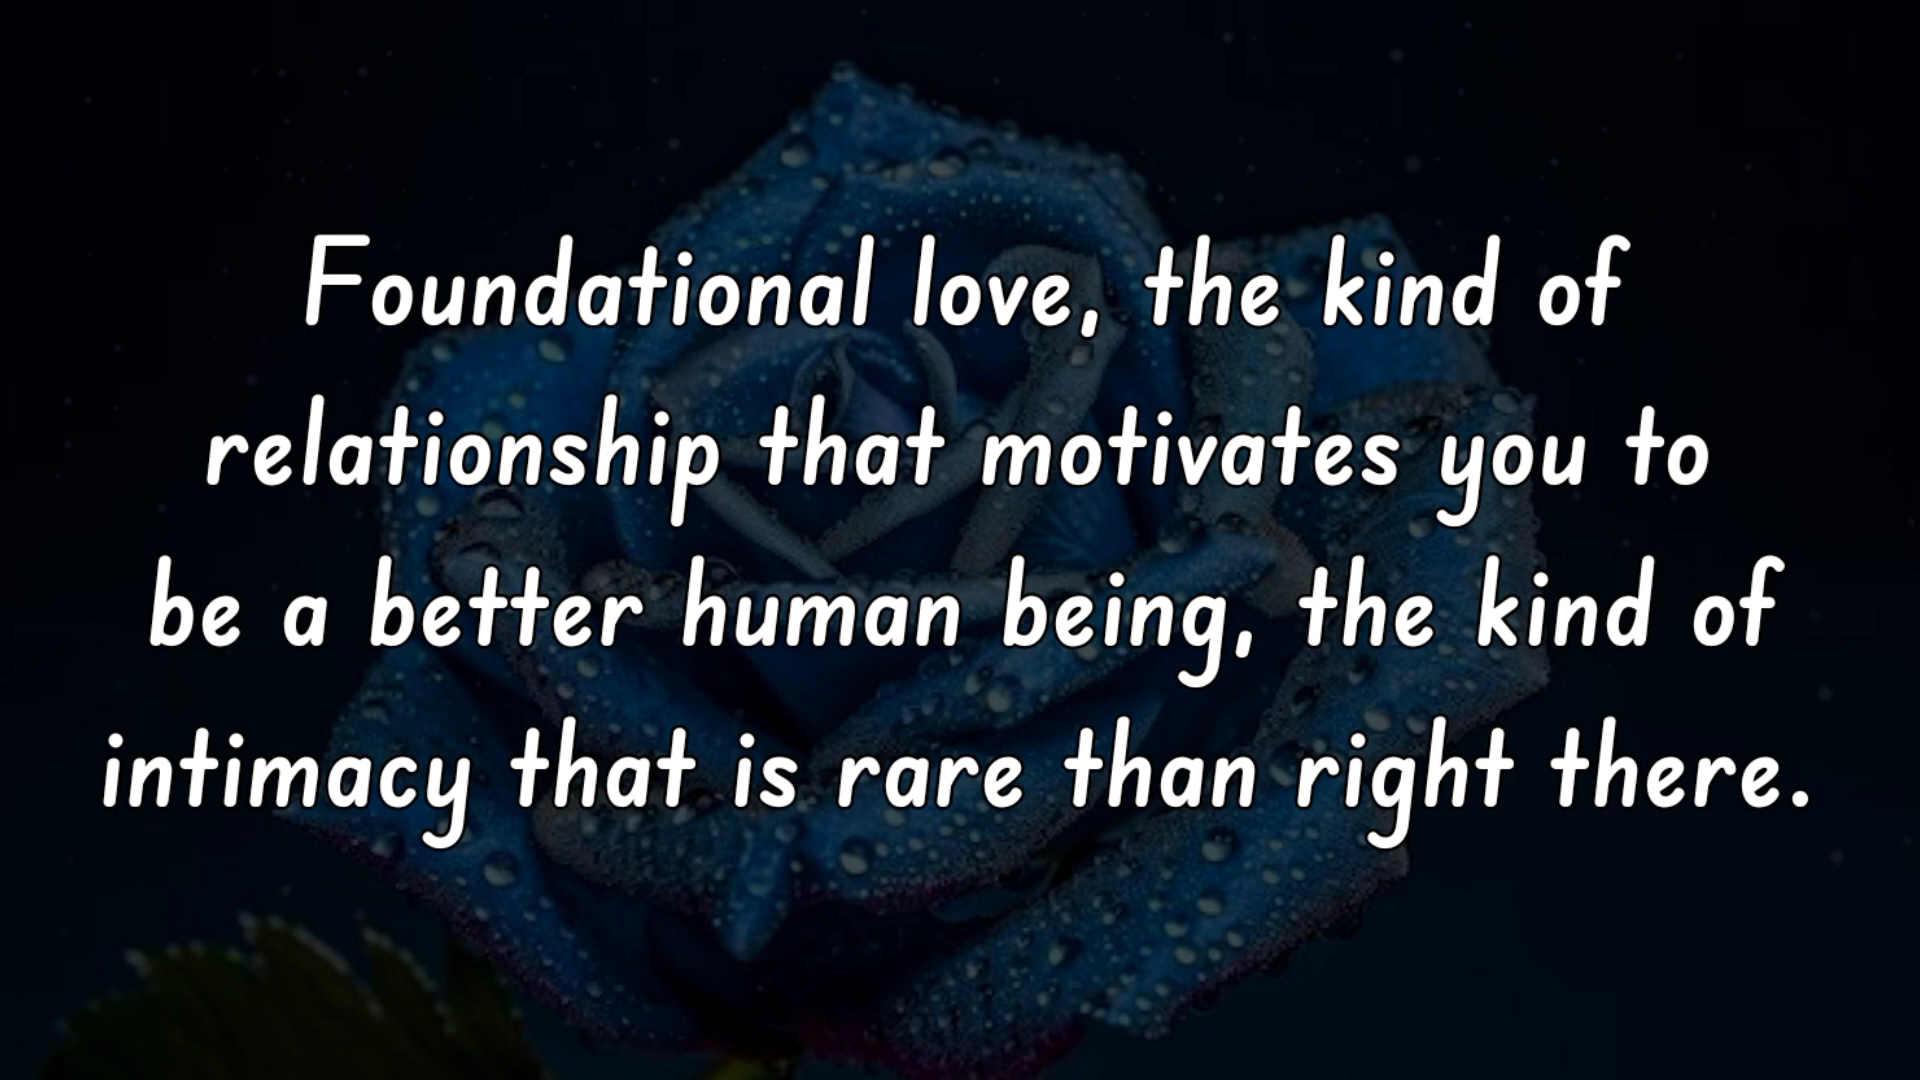 Foundational love, the kind of
relationship that motivates you to
be a better human being, the kind of
intimacy that is rare than right there.